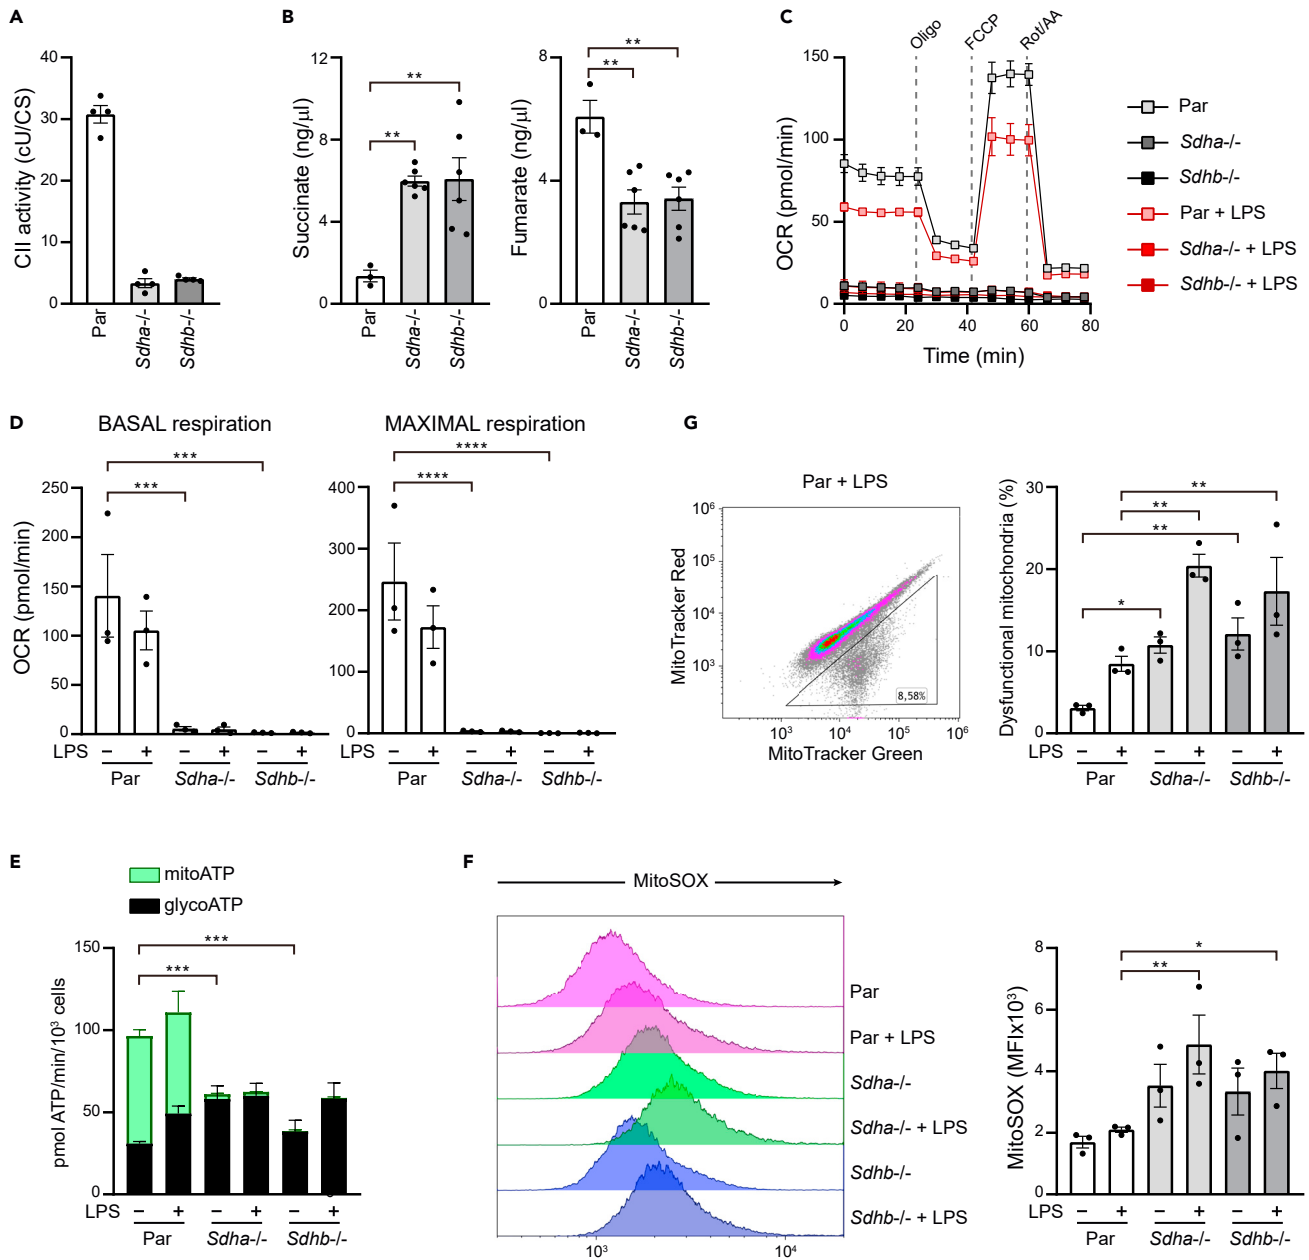 A
CII activity (cU/CS)
40
30
20
10
0
Par
Sdha-/-
Sdhb-/-
B
Succinate (ng/μl)
12
8
4
0
**
**
Par
Sdha-/-
Sdhb-/-
Fumarate (ng/μl)
8
4
0
**
**
Par
Sdha-/-
Sdhb-/-
C
Oligo
FCCP
Rot/AA
OCR (pmol/min)
150
100
50
0
0 20 40 60 80
Time (min)
Par
Sdha-/-
Sdhb-/-
Par + LPS
Sdha-/- + LPS
Sdhb-/- + LPS
D
BASAL respiration
***
***
OCR (pmol/min)
250
200
150
100
50
0
LPS − + − + − +
Par Sdha-/- Sdhb-/-
MAXIMAL respiration
****
****
400
300
200
100
0
LPS − + − + − +
Par Sdha-/- Sdhb-/-
G
Par + LPS
MitoTracker Red
10⁶
10⁵
10⁴
10³
8,58%
10³ 10⁴ 10⁵ 10⁶
MitoTracker Green
Dysfunctional mitochondria (%)
30
20
10
0
**
**
**
*
LPS − + − + − +
Par Sdha-/- Sdhb-/-
E
mitoATP
glycoATP
***
***
pmol ATP/min/10³ cells
150
100
50
0
LPS − + − + − +
Par Sdha-/- Sdhb-/-
F
MitoSOX
Par
Par + LPS
Sdha-/-
Sdha-/- + LPS
Sdhb-/-
Sdhb-/- + LPS
10³ 10⁴
MitoSOX (MFIx10³)
8
6
4
2
0
*
**
LPS − + − + − +
Par Sdha-/- Sdhb-/-